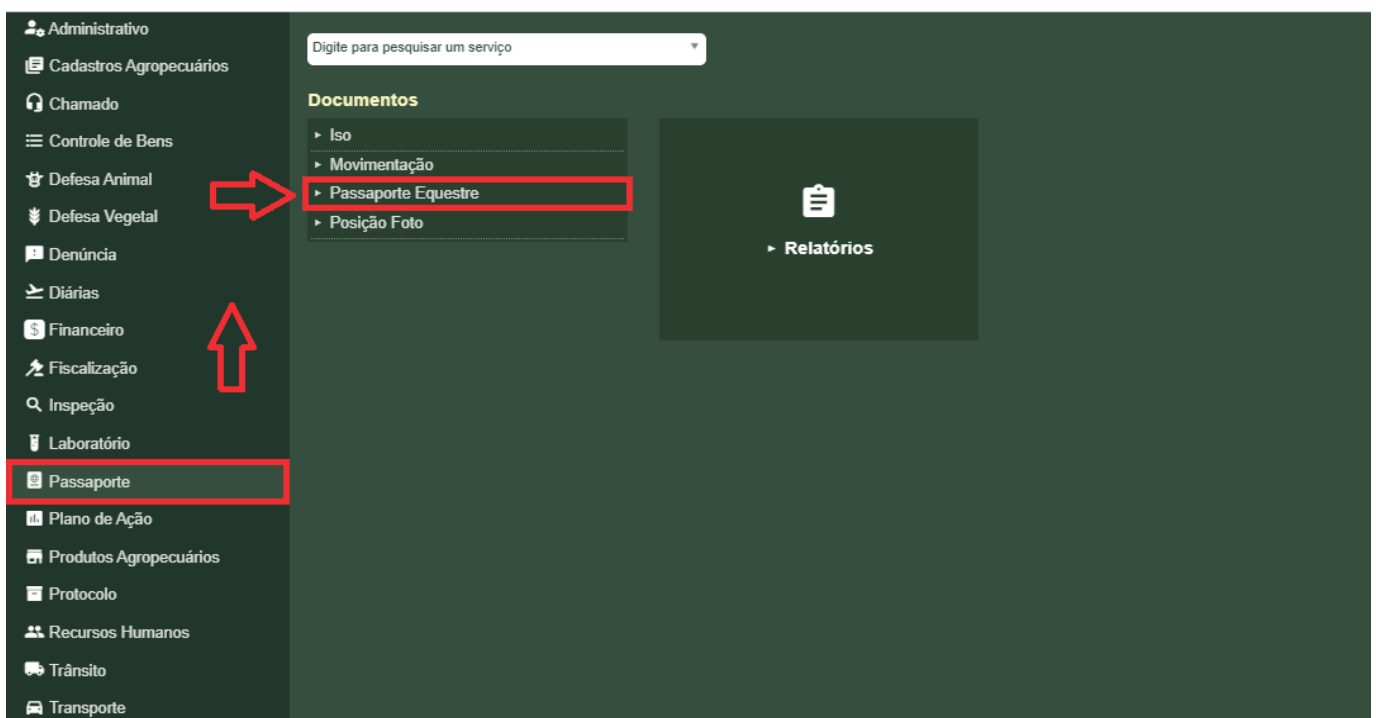 Administrativo
Cadastros Agropecuários
Chamado
Controle de Bens
Defesa Animal
Defesa Vegetal
Denúncia
Diárias
Financeiro
Fiscalização
Inspeção
Laboratório
Passaporte
Plano de Ação
Produtos Agropecuários
Protocolo
Recursos Humanos
Trânsito
Transporte
Digite para pesquisar um serviço
Documentos
Iso
Movimentação
Passaporte Equestre
Posição Foto
Relatórios